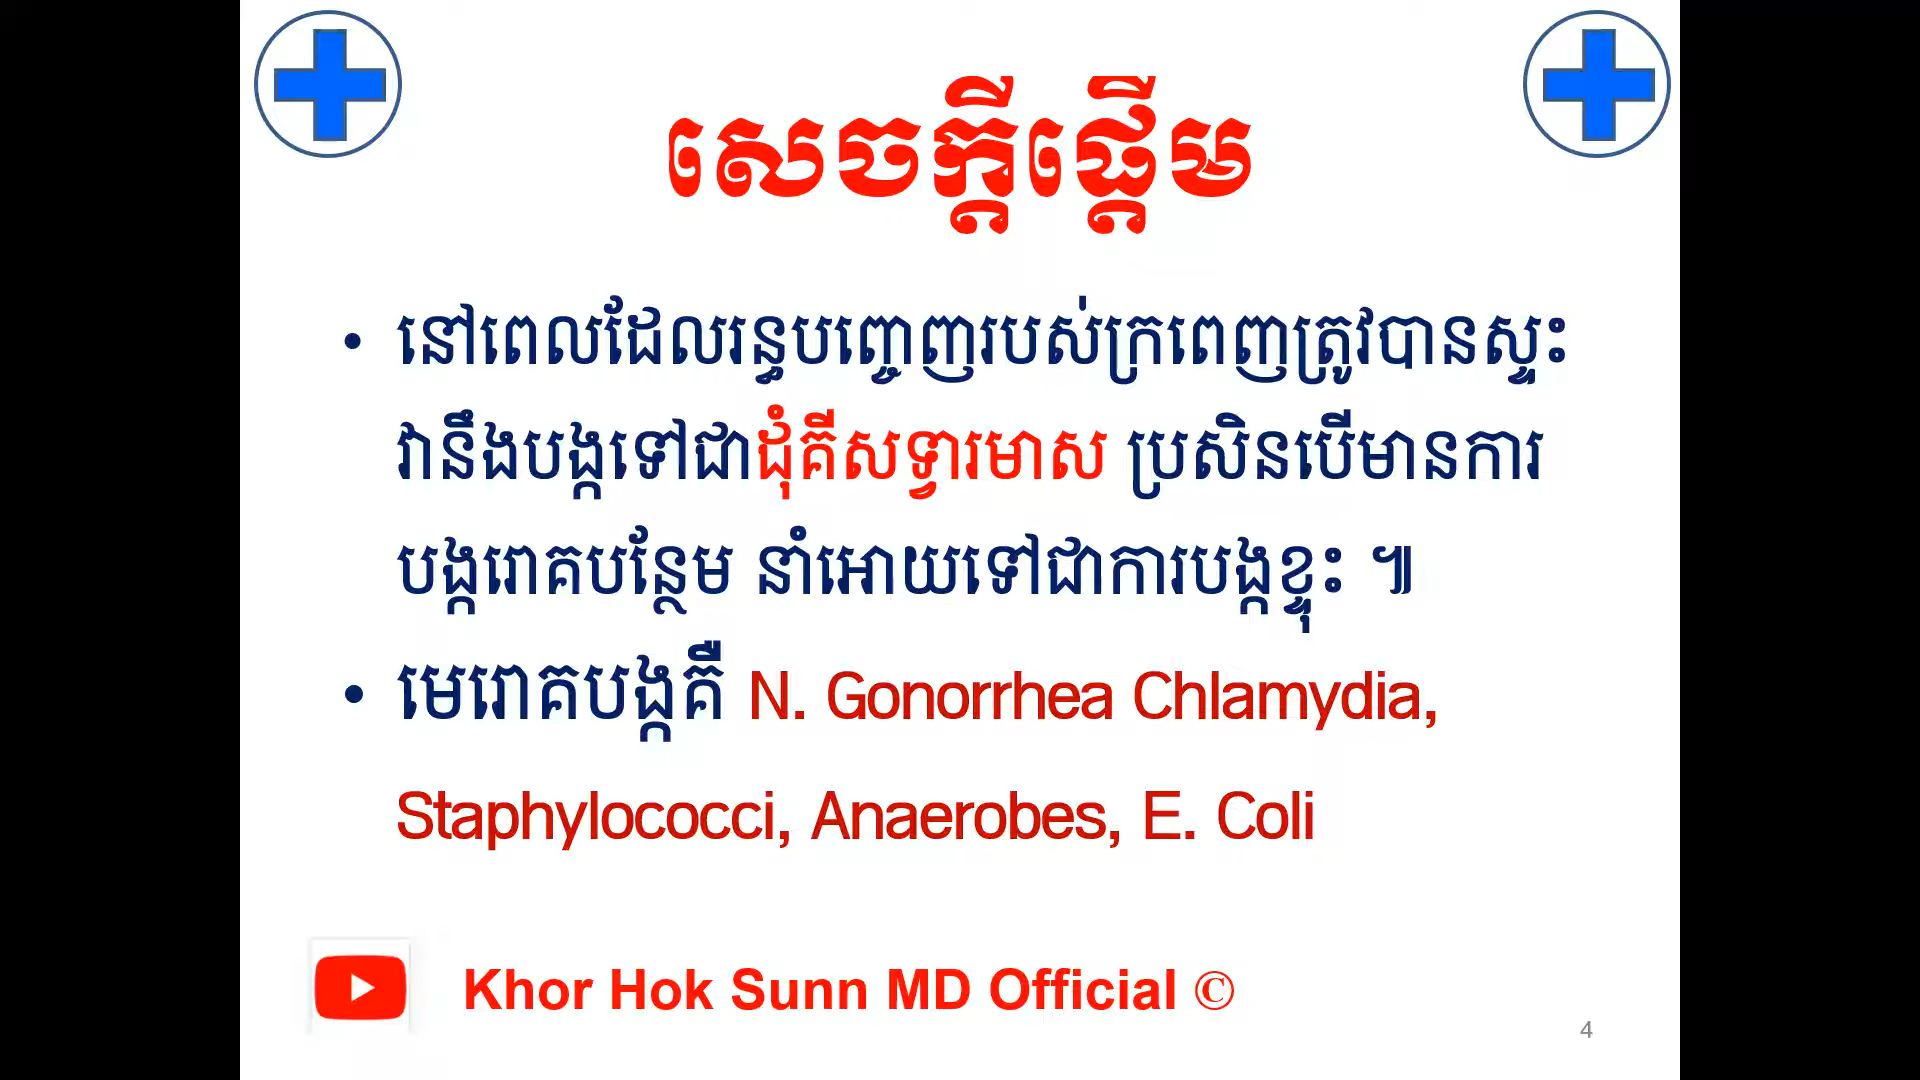 សេចក្តីផ្តើម
• នៅពេលដែលរន្ធបញ្ចេញរបស់ក្រពេញត្រូវបានស្ទះ
វានឹងបង្កទៅជាដុំគីសទ្វារមាស ប្រសិនបើមានការ
បង្ករោគបន្ថែម នាំអោយទៅជាការបង្កខ្ទុះ ៕
• មេរោគបង្កគឺ N. Gonorrhea Chlamydia,
Staphylococci, Anaerobes, E. Coli
Khor Hok Sunn MD Official ©
4